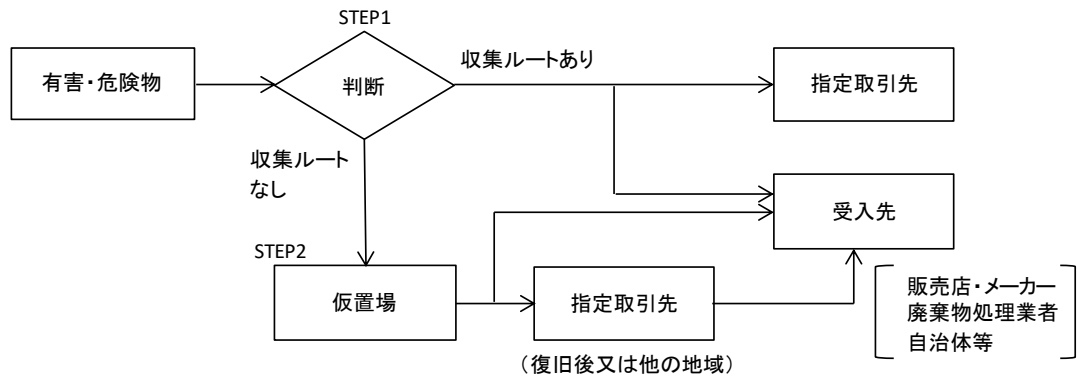 STEP1
有害・危険物
判断
収集ルートあり
指定取引先
収集ルート
なし
受入先
STEP2
仮置場
指定取引先
（復旧後又は他の地域）
販売店・メーカー
廃棄物処理業者
自治体等